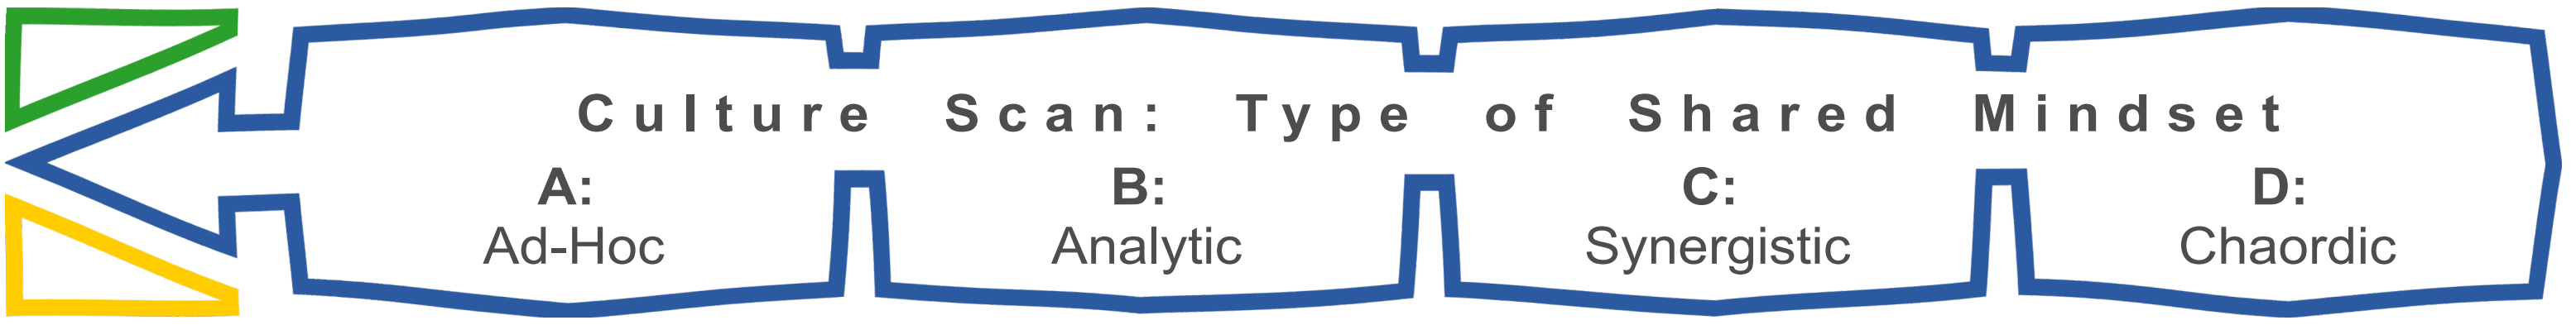 Culture Scan: Type of Shared Mindset
A: B: C: D:
Ad-Hoc Analytic Synergistic Chaordic